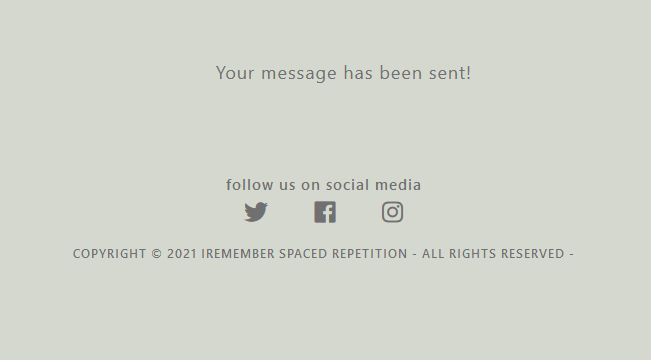 Your message has been sent!
follow us on social media
COPYRIGHT © 2021 IREMEMBER SPACED REPETITION - ALL RIGHTS RESERVED -